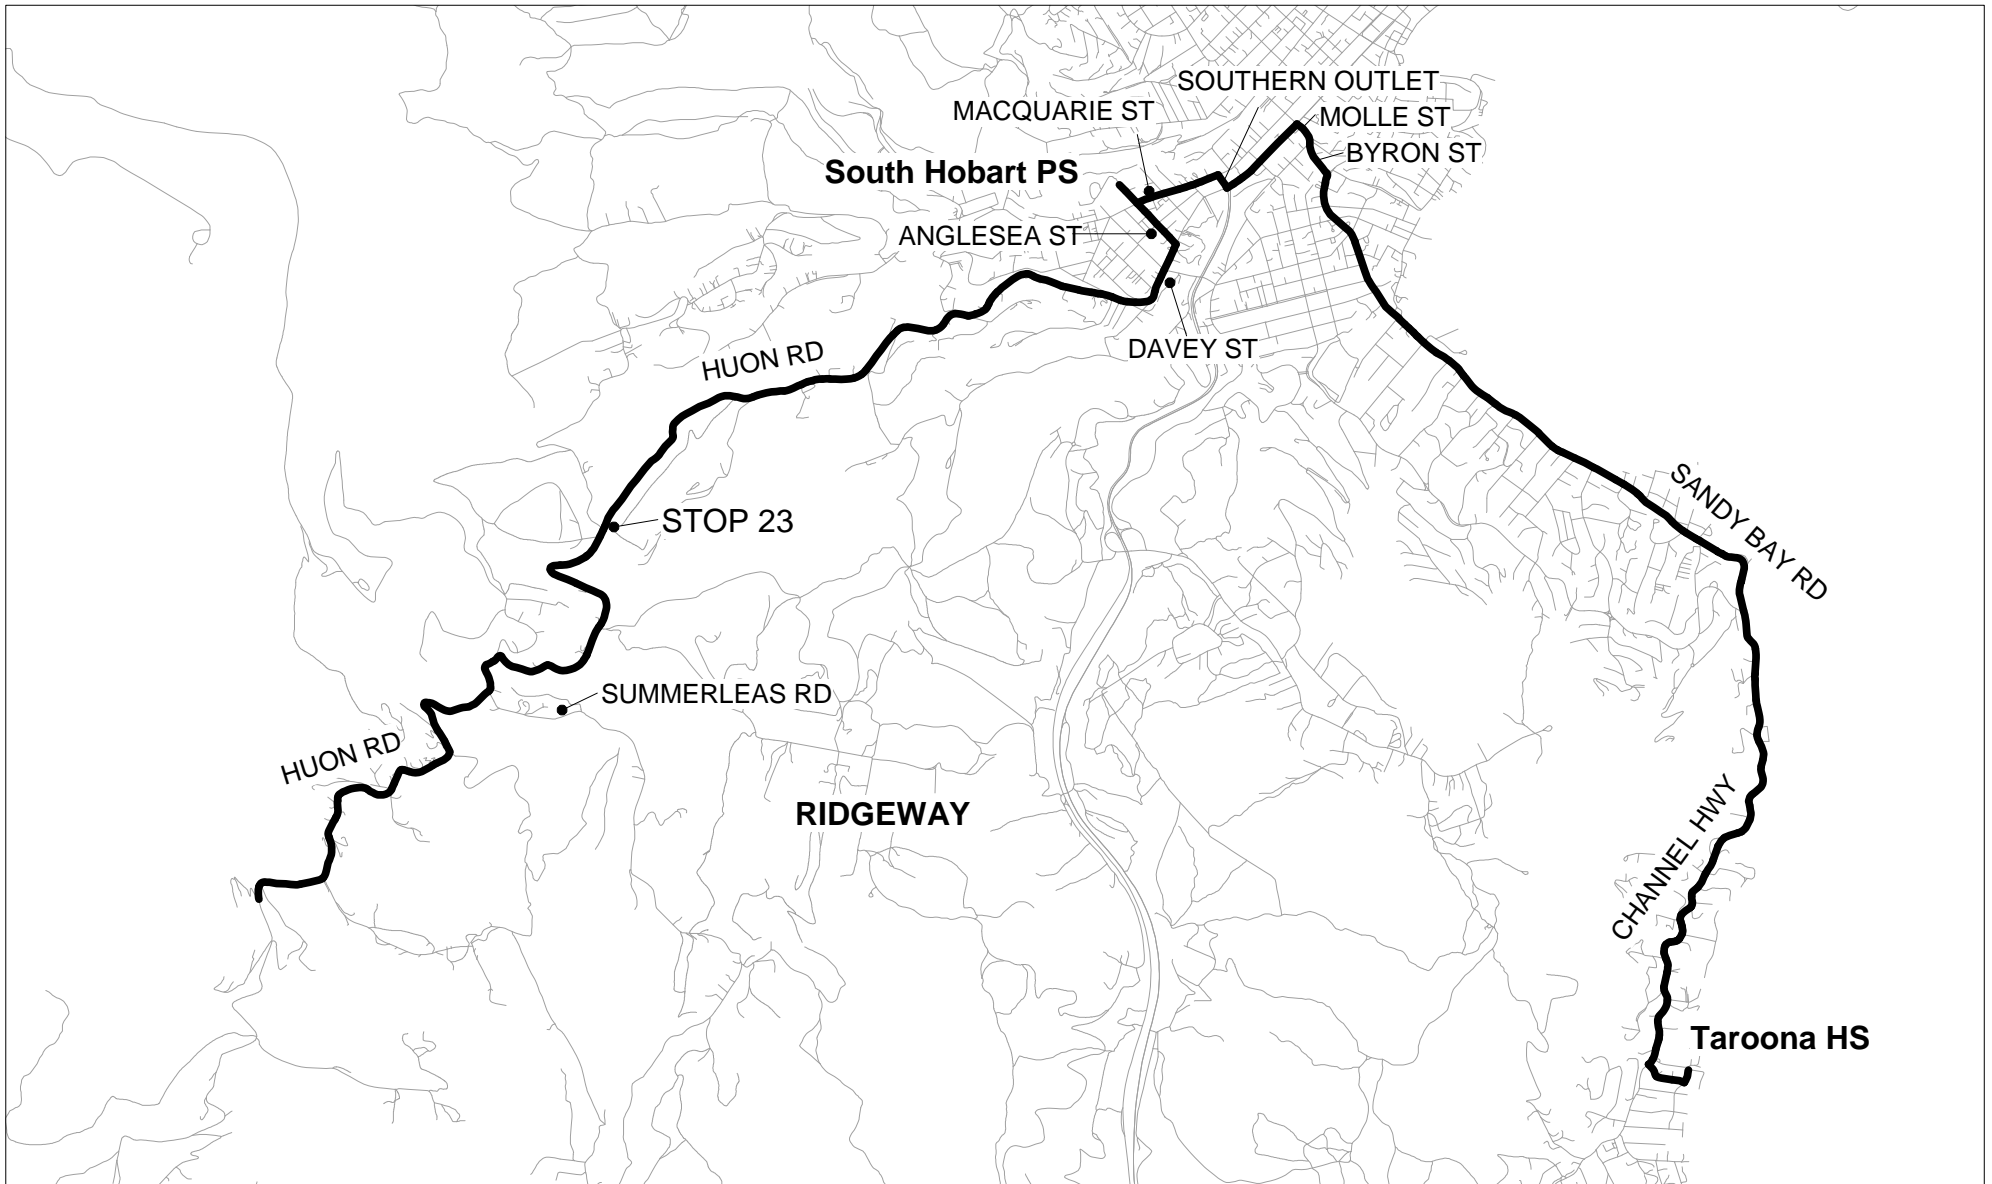 SOUTHERN OUTLET
MACQUARIE ST
MOLLE ST
BYRON ST
South Hobart PS
ANGLESEA ST
HUON RD
DAVEY ST
STOP 23
SANDY BAY RD
SUMMERLEAS RD
HUON RD
RIDGEWAY
CHANNEL HWY
Taroona HS